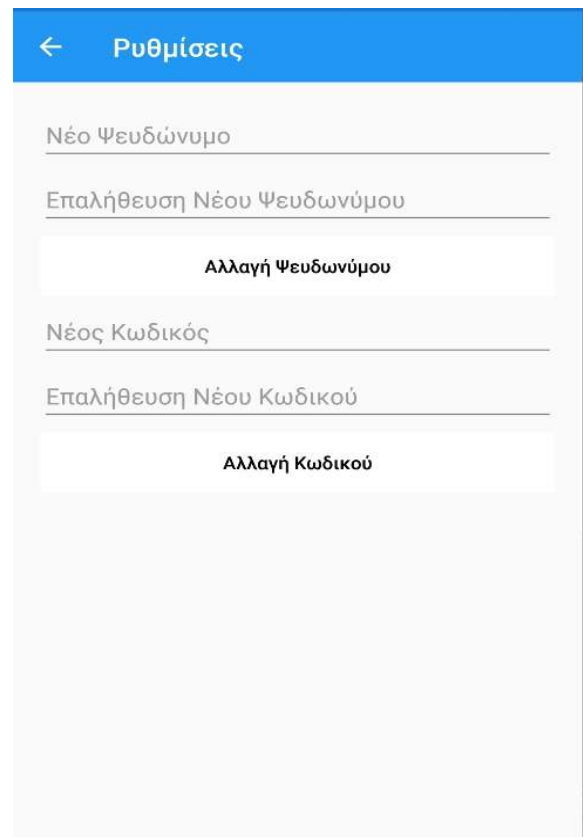 Ρυθμίσεις
Νέο Ψευδώνυμο
Επαλήθευση Νέου Ψευδωνύμου
Αλλαγή Ψευδωνύμου
Νέος Κωδικός
Επαλήθευση Νέου Κωδικού
Αλλαγή Κωδικού